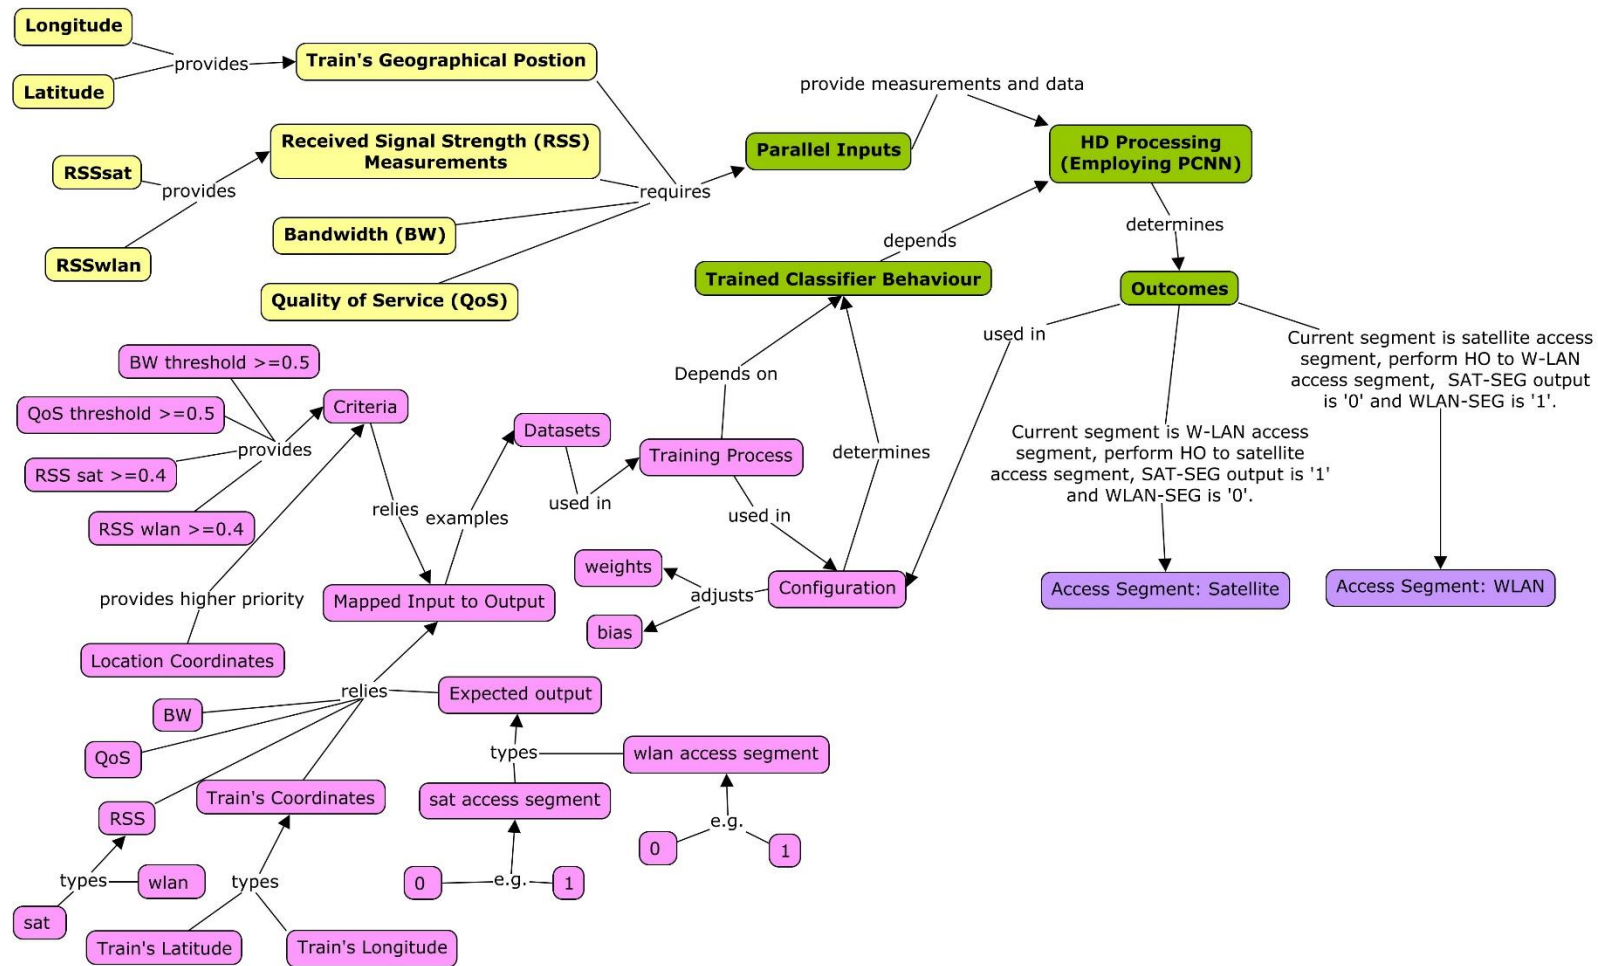 Longitude
provides
Latitude
Train's Geographical Postion
RSSsat
provides
RSSwlan
Received Signal Strength (RSS)
Measurements
Bandwidth (BW)
Quality of Service (QoS)
requires
Parallel Inputs
provide measurements and data
HD Processing
(Employing PCNN)
determines
depends
Trained Classifier Behaviour
Outcomes
used in
Current segment is satellite access
segment, perform HO to W-LAN
access segment, SAT-SEG output
is '0' and WLAN-SEG is '1'.
Current segment is W-LAN access
segment, perform HO to satellite
access segment, SAT-SEG output is '1'
and WLAN-SEG is '0'.
Access Segment: Satellite
Access Segment: WLAN
BW threshold >=0.5
QoS threshold >=0.5
RSS sat >=0.4
RSS wlan >=0.4
provides
Criteria
provides higher priority
Location Coordinates
relies
examples
Datasets
used in
Depends on
Training Process
used in
determines
Configuration
adjusts
weights
bias
Mapped Input to Output
relies
BW
QoS
RSS
types
sat
wlan
Train's Coordinates
types
Train's Latitude
Train's Longitude
Expected output
types
wlan access segment
sat access segment
e.g.
0
1
e.g.
0
1